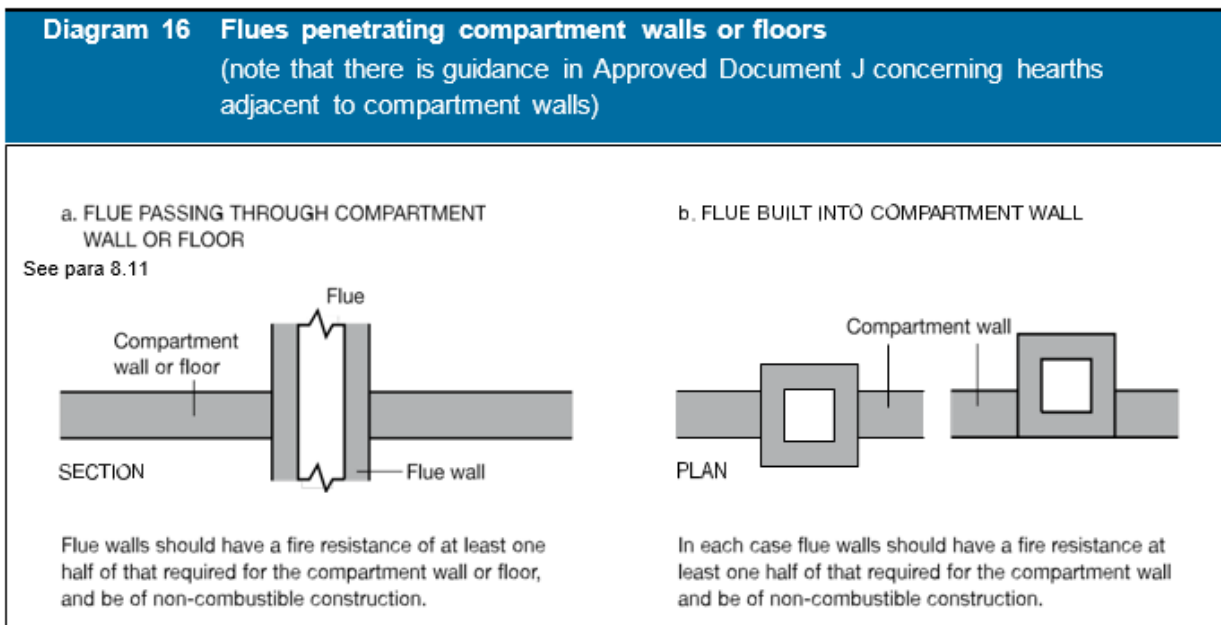 Diagram 16 Flues penetrating compartment walls or floors
(note that there is guidance in Approved Document J concerning hearths
adjacent to compartment walls)
a. FLUE PASSING THROUGH COMPARTMENT
WALL OR FLOOR
See para 8.11
Flue
Compartment
wall or floor
SECTION
Flue wall
Flue walls should have a fire resistance of at least one
half of that required for the compartment wall or floor,
and be of non-combustible construction.
b. FLUE BUILT INTO COMPARTMENT WALL
Compartment wall
PLAN
In each case flue walls should have a fire resistance at
least one half of that required for the compartment wall
and be of non-combustible construction.